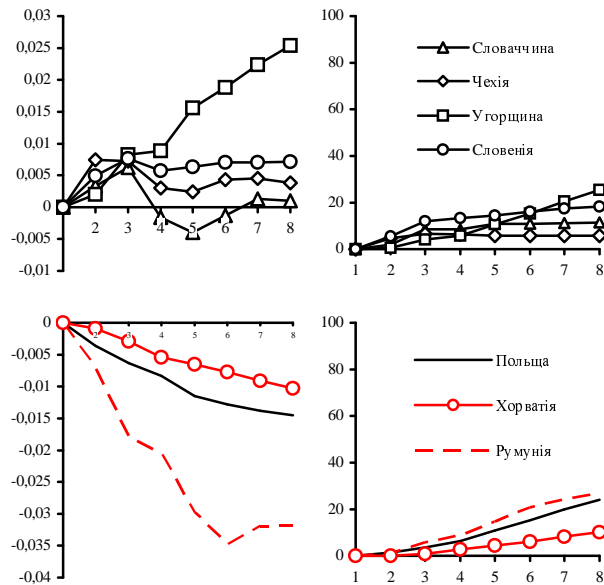 0,03
0,025
0,02
0,015
0,01
0,005
0
-0,005
-0,01
2 3 4 5 6 7 8
100
80
60
40
20
0
1 2 3 4 5 6 7 8
Словаччина
Чехія
Угорщина
Словенія
0
-0,005
-0,01
-0,015
-0,02
-0,025
-0,03
-0,035
-0,04
2 3 4 5 6 7 8
100
80
60
40
20
0
1 2 3 4 5 6 7 8
Польща
Хорватія
Румунія